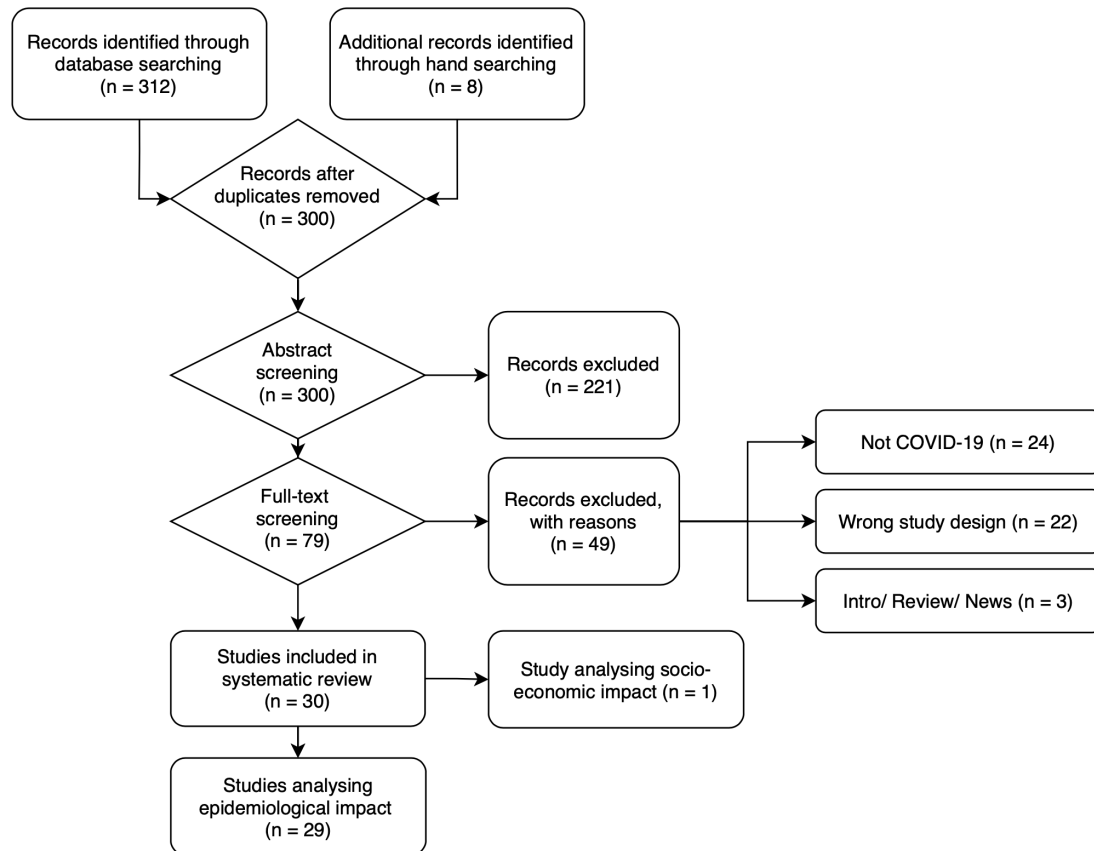 Records identified through
database searching
(n = 312)
Additional records identified
through hand searching
(n = 8)
Records after
duplicates removed
(n = 300)
Abstract
screening
(n = 300)
Records excluded
(n = 221)
Full-text
screening
(n = 79)
Records excluded,
with reasons
(n = 49)
Not COVID-19 (n = 24)
Wrong study design (n = 22)
Intro/ Review/ News (n = 3)
Studies included in
systematic review
(n = 30)
Study analysing socio-
economic impact (n = 1)
Studies analysing
epidemiological impact
(n = 29)